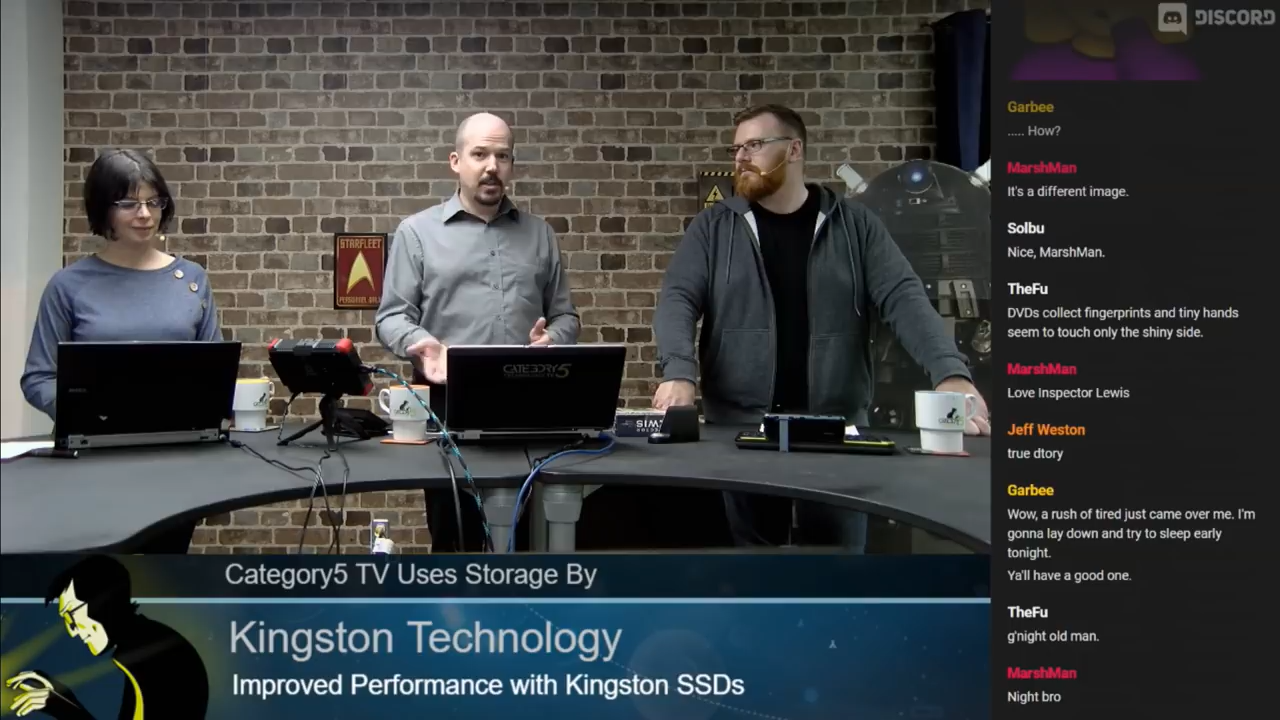 DISCORD
Garbee
..... How?
MarshMan
It's a different image.
Solbu
Nice, MarshMan.
TheFu
DVDs collect fingerprints and tiny hands
seem to touch only the shiny side.
MarshMan
Love Inspector Lewis
Jeff Weston
true dtory
Garbee
Wow, a rush of tired just came over me. I'm
gonna lay down and try to sleep early
tonight.
Ya'll have a good one.
TheFu
g'night old man.
MarshMan
Night bro
STARFLEET
CATEGORY5
LEWIS
Category5 TV Uses Storage By
Kingston Technology
Improved Performance with Kingston SSDs